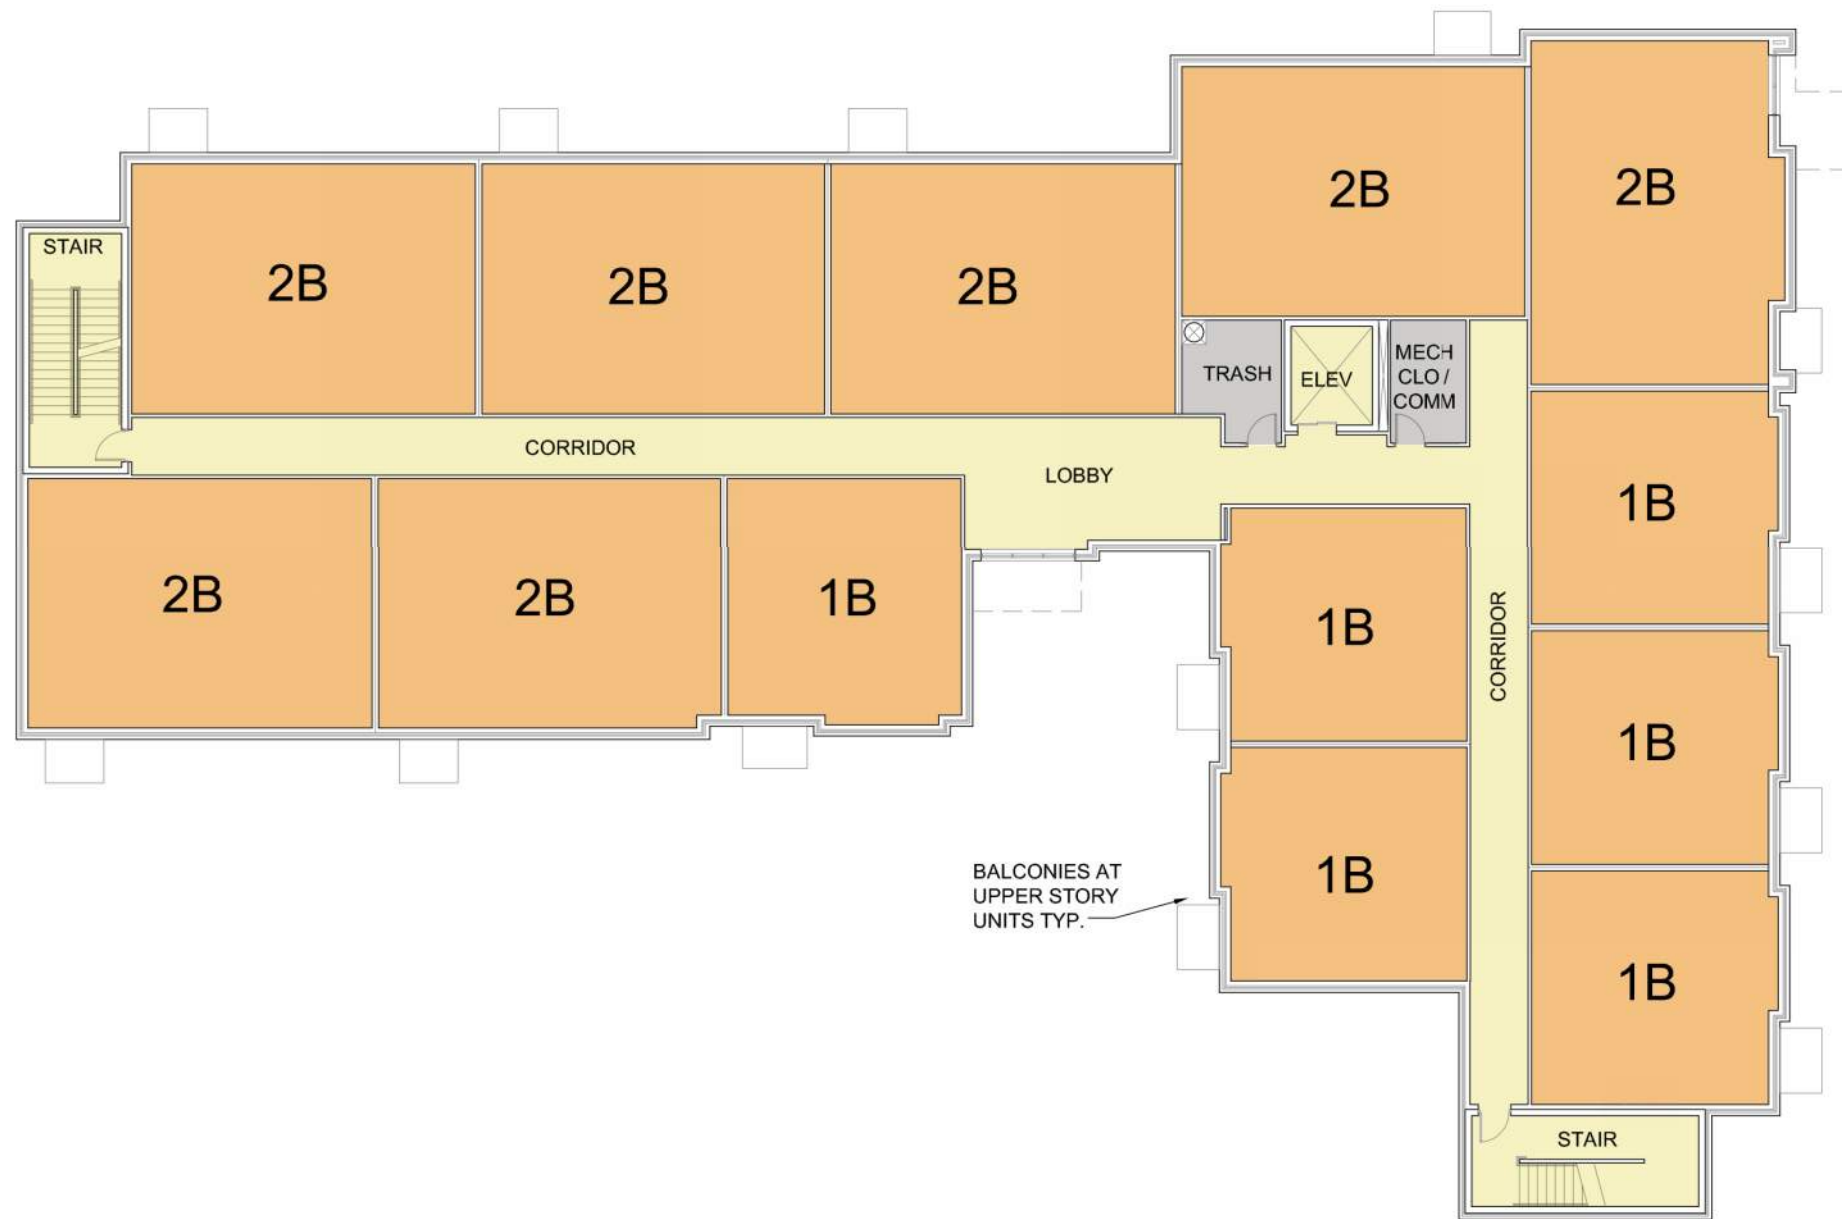 2B
2B
STAIR
2B
2B
2B
TRASH
ELEV
MECH
CLO /
COMM
CORRIDOR
LOBBY
1B
2B
2B
1B
1B
CORRIDOR
1B
1B
BALCONIES AT
UPPER STORY
UNITS TYP.
1B
STAIR